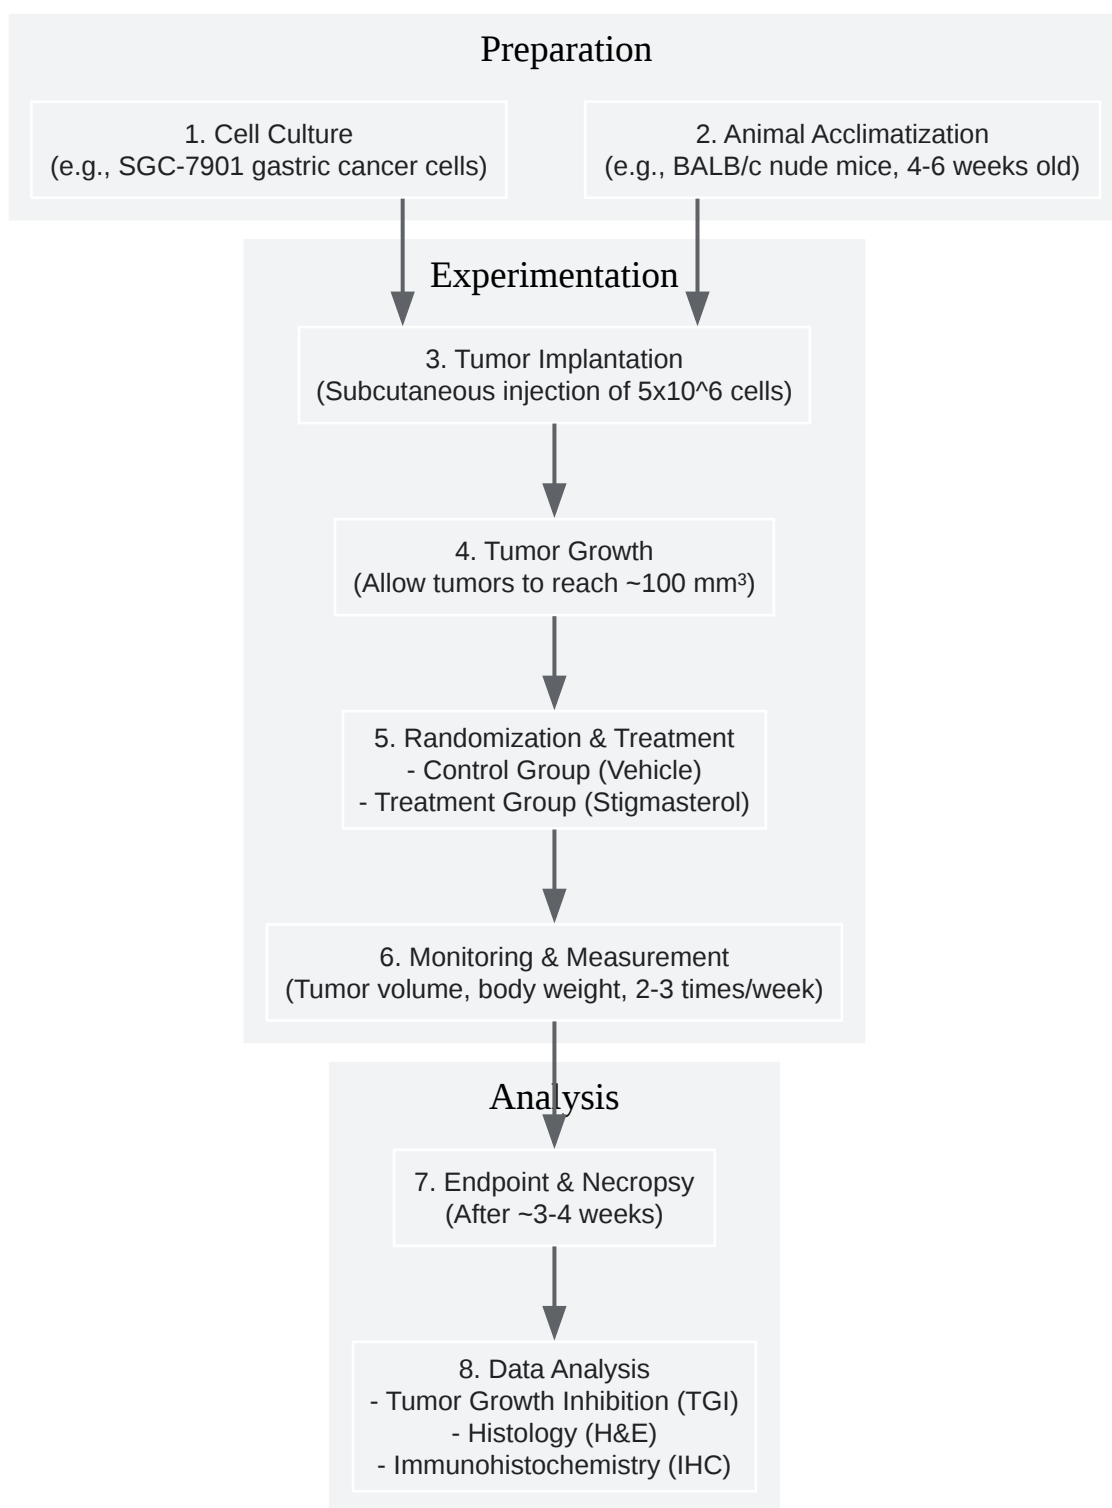 Preparation
1. Cell Culture
(e.g., SGC-7901 gastric cancer cells)
2. Animal Acclimatization
(e.g., BALB/c nude mice, 4-6 weeks old)
Experimentation
3. Tumor Implantation
(Subcutaneous injection of 5x10^6 cells)
4. Tumor Growth
(Allow tumors to reach ~100 mm³)
5. Randomization & Treatment
- Control Group (Vehicle)
- Treatment Group (Stigmasterol)
6. Monitoring & Measurement
(Tumor volume, body weight, 2-3 times/week)
Analysis
7. Endpoint & Necropsy
(After ~3-4 weeks)
8. Data Analysis
- Tumor Growth Inhibition (TGI)
- Histology (H&E)
- Immunohistochemistry (IHC)